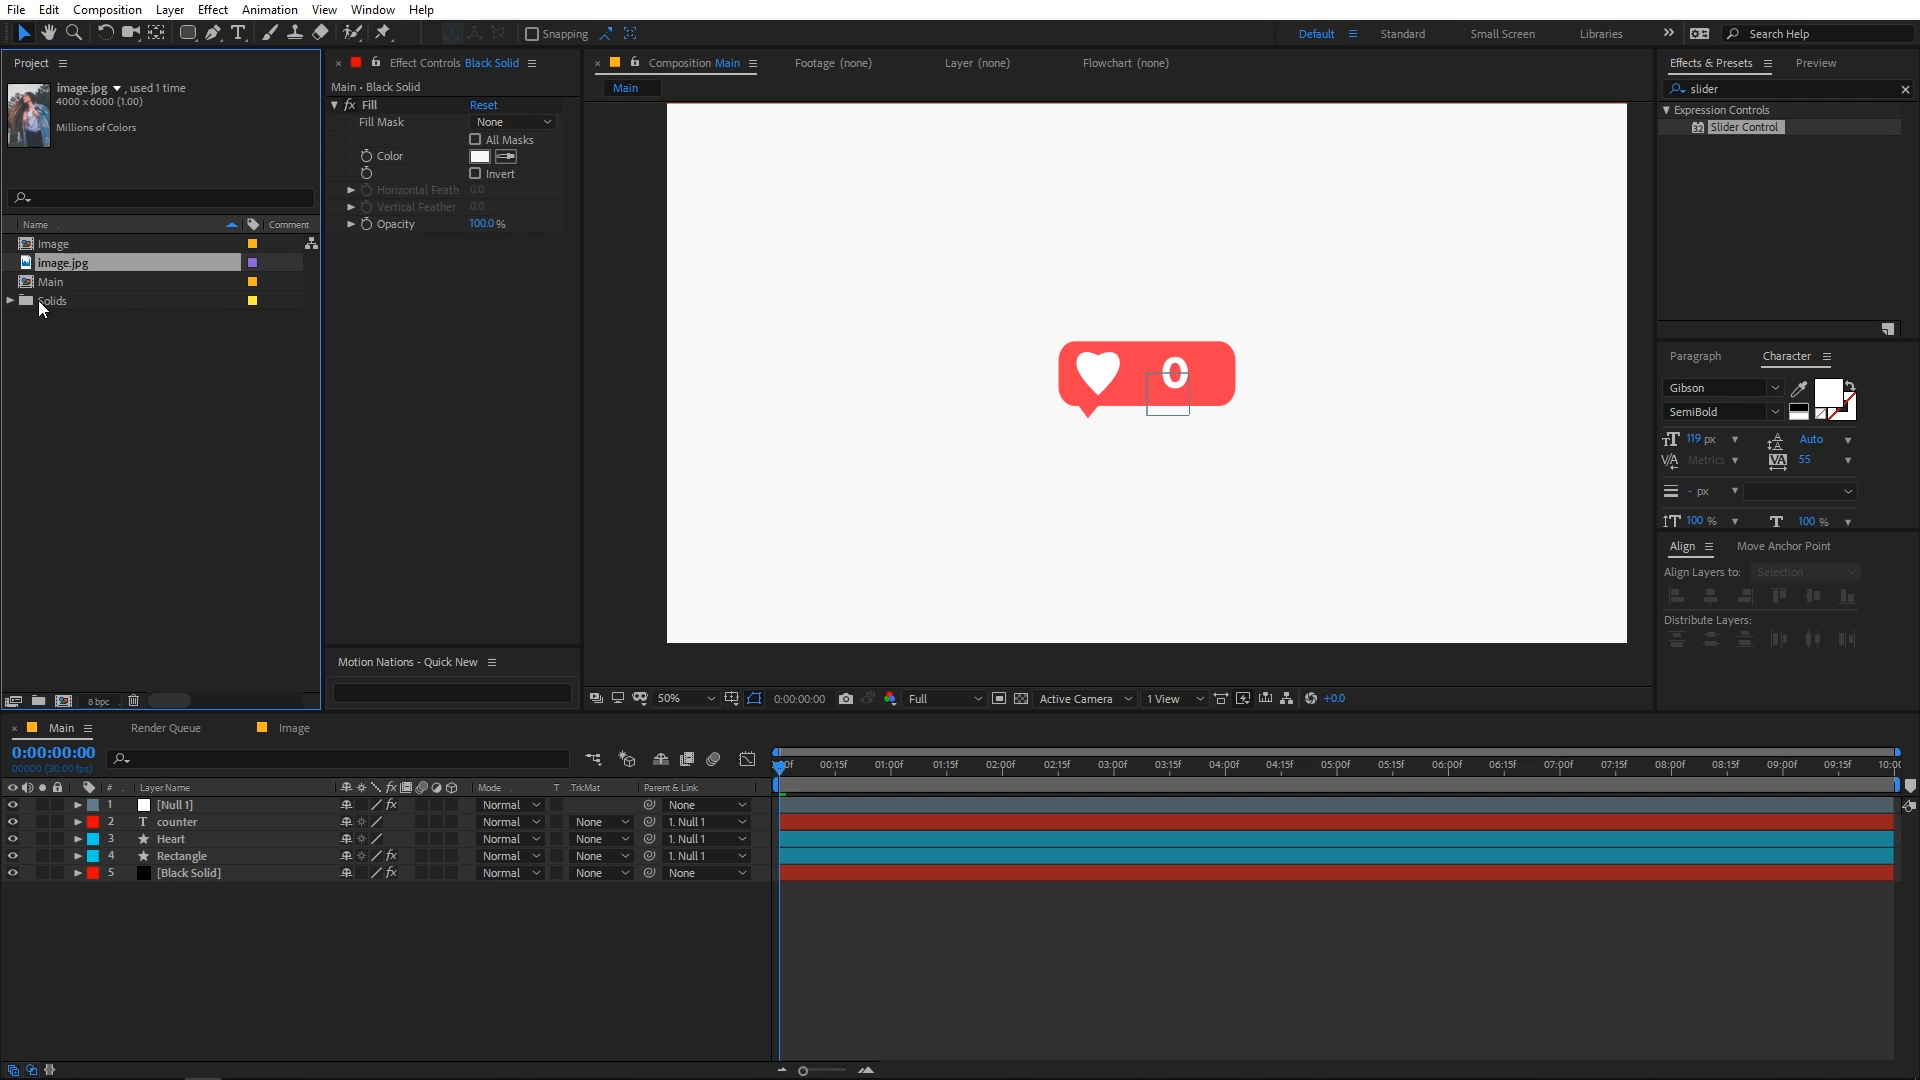 File Edit Composition Layer Effect Animation View Window Help
Snapping Default Standard Small Screen Libraries Search Help
Project
image.jpg , used 1 time
4000 x 6000 (1.00)
Millions of Colors
Name Comment
Image
image.jpg
Main
Solids
8 bpc
Effect Controls Black Solid
Main • Black Solid
fx Fill Reset
Fill Mask None
All Masks
Color
Invert
Horizontal Feath 0.0
Vertical Feather 0.0
Opacity 100.0 %
Motion Nations - Quick New
Composition Main Footage (none) Layer (none) Flowchart (none)
Main
0
50% 0:00:00:00 Full Active Camera 1 View +0.0
Effects & Presets Preview
slider
Expression Controls
32 Slider Control
Paragraph Character
Gibson
SemiBold
119 px Auto
Metrics 55
- px
100 % 100 %
Align Move Anchor Point
Align Layers to: Selection
Distribute Layers:
Main Render Queue Image
0:00:00:00
00000 (30.00 fps)
00:15f 01:00f 01:15f 02:00f 02:15f 03:00f 03:15f 04:00f 04:15f 05:00f 05:15f 06:00f 06:15f 07:00f 07:15f 08:00f 08:15f 09:00f 09:15f
# Layer Name Mode T .TrkMat Parent & Link
1 [Null 1] fx Normal None
2 T counter Normal None 1. Null 1
3 Heart Normal None 1. Null 1
4 Rectangle fx Normal None 1. Null 1
5 [Black Solid] fx Normal None None